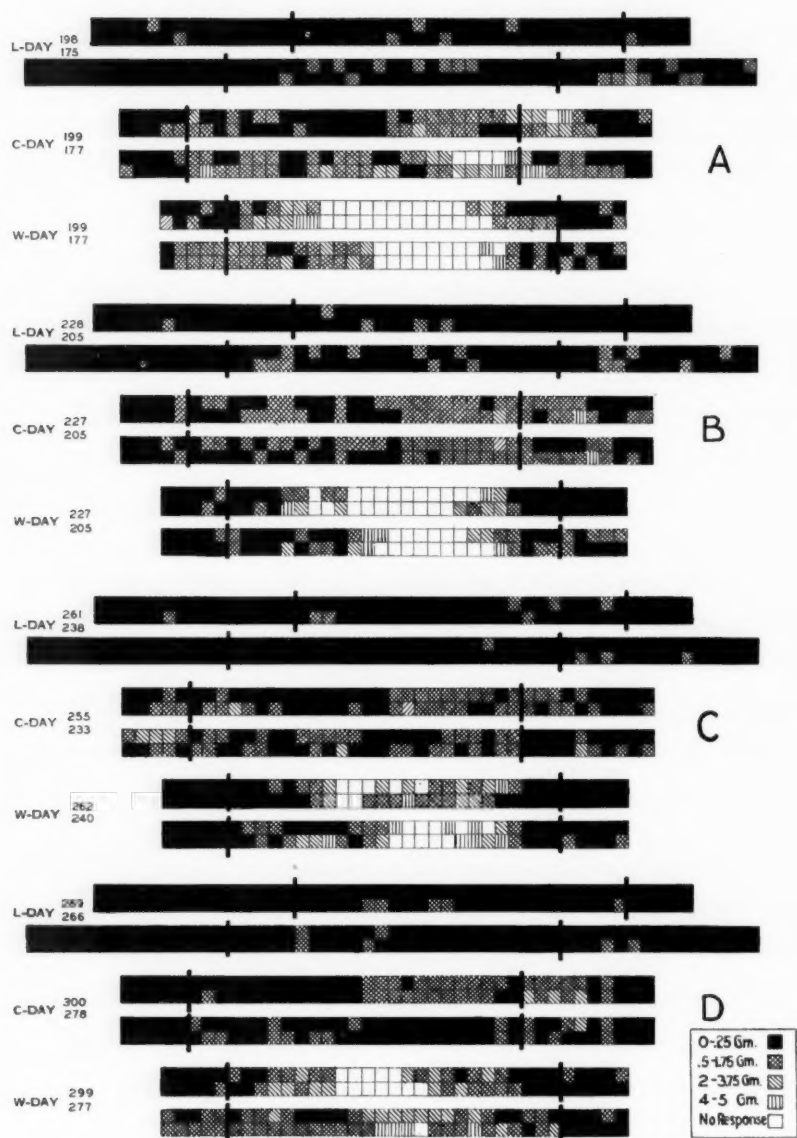 L-DAY 198
175
C-DAY 199
177
A
W-DAY 199
177
L-DAY 228
205
C-DAY 227
205
B
W-DAY 227
205
L-DAY 261
238
C-DAY 255
233
C
W-DAY 262
240
L-DAY 289
266
C-DAY 300
278
D
W-DAY 299
277
0-.25 Gm.
.5-1.75 Gm.
2-3.75 Gm.
4-5 Gm.
No Response